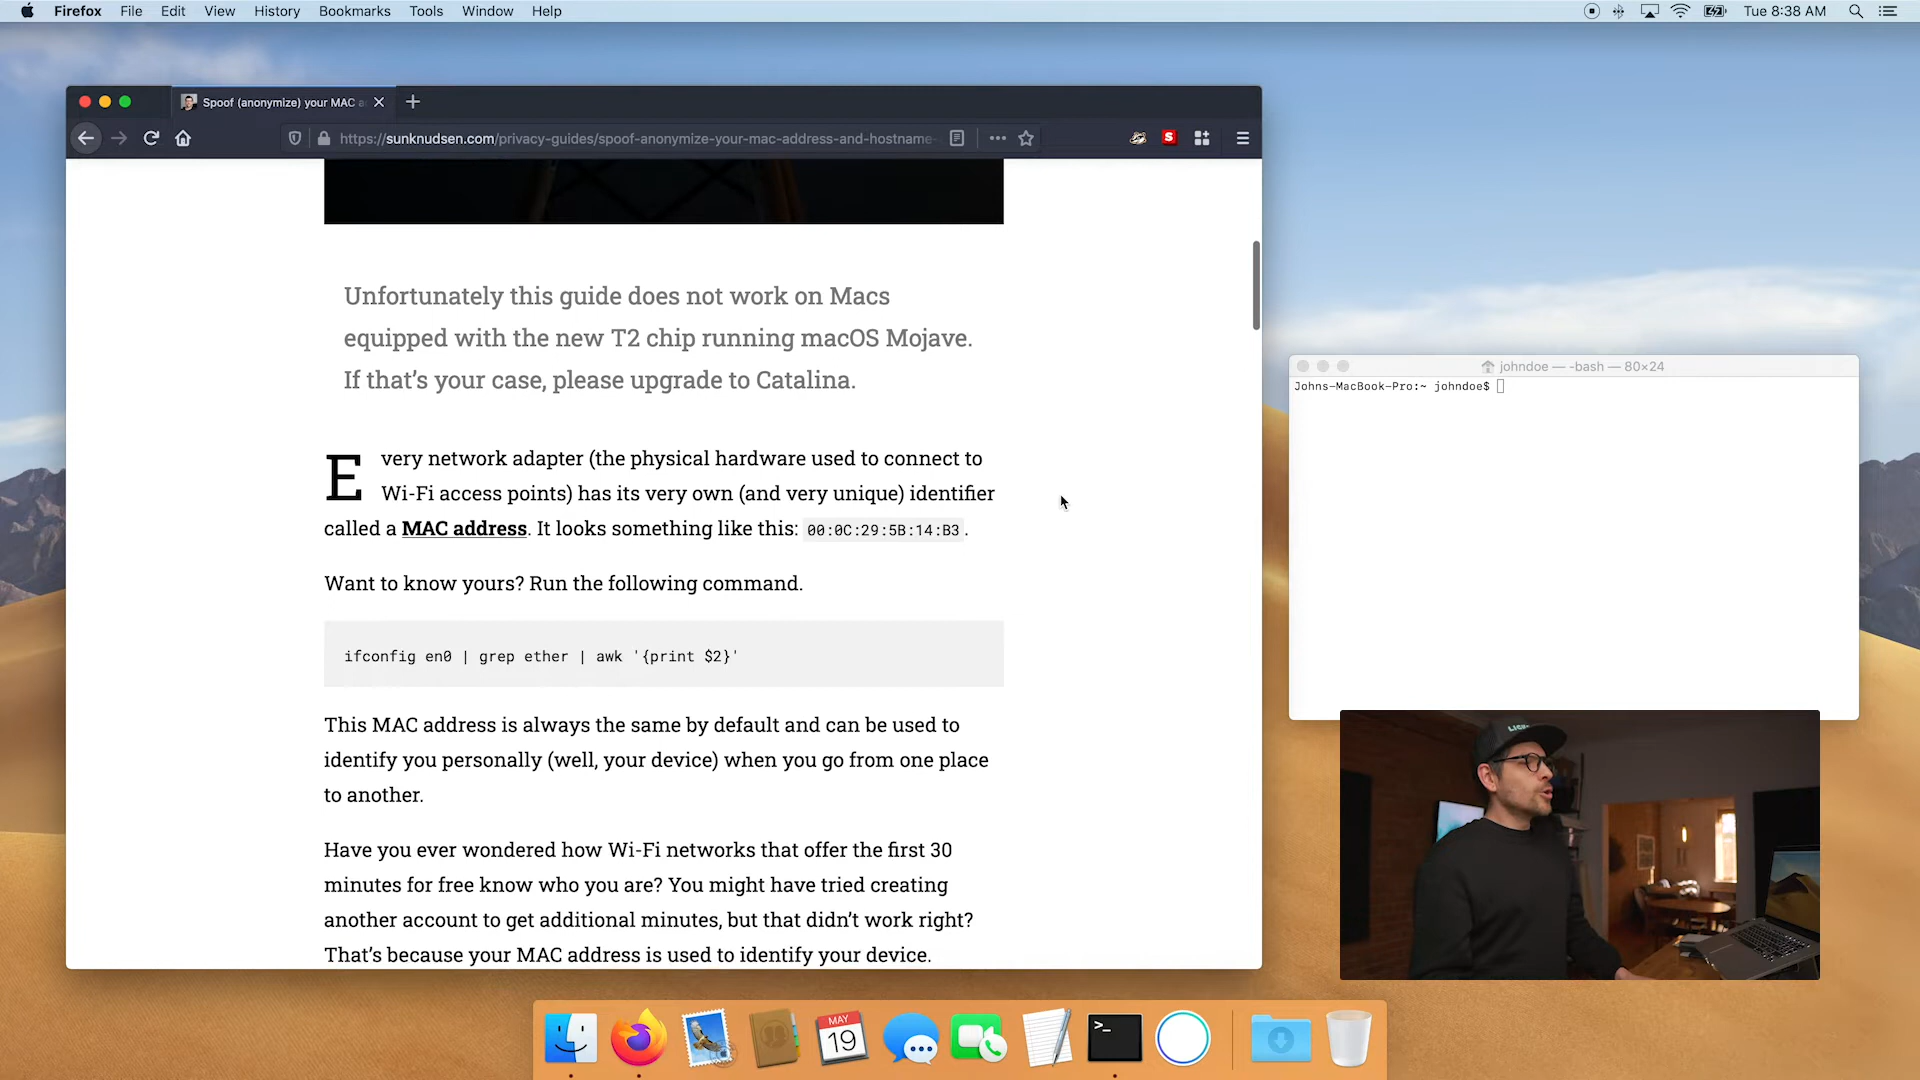 Firefox File Edit View History Bookmarks Tools Window Help
Tue 8:38 AM
Spoof (anonymize) your MAC a
https://sunknudsen.com/privacy-guides/spoof-anonymize-your-mac-address-and-hostname-
S
Unfortunately this guide does not work on Macs
equipped with the new T2 chip running macOS Mojave.
If that’s your case, please upgrade to Catalina.
Every network adapter (the physical hardware used to connect to
Wi-Fi access points) has its very own (and very unique) identifier
called a MAC address. It looks something like this: 00:0C:29:5B:14:B3.
Want to know yours? Run the following command.
ifconfig en0 | grep ether | awk '{print $2}'
This MAC address is always the same by default and can be used to
identify you personally (well, your device) when you go from one place
to another.
Have you ever wondered how Wi-Fi networks that offer the first 30
minutes for free know who you are? You might have tried creating
another account to get additional minutes, but that didn’t work right?
That’s because your MAC address is used to identify your device.
johndoe — -bash — 80×24
Johns-MacBook-Pro:~ johndoe$
MAY
19
>_